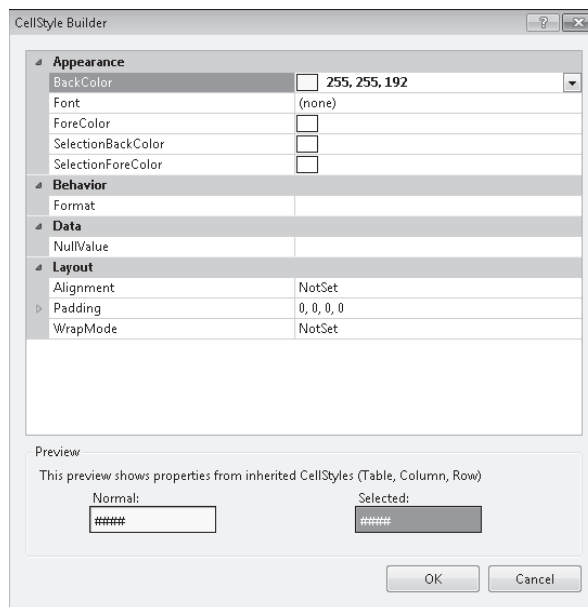 CellStyle Builder
Appearance
BackColor 255, 255, 192
Font (none)
ForeColor
SelectionBackColor
SelectionForeColor
Behavior
Format
Data
NullValue
Layout
Alignment NotSet
Padding 0, 0, 0, 0
WrapMode NotSet
Preview
This preview shows properties from inherited CellStyles (Table, Column, Row)
Normal: Selected:
#### ####
OK Cancel